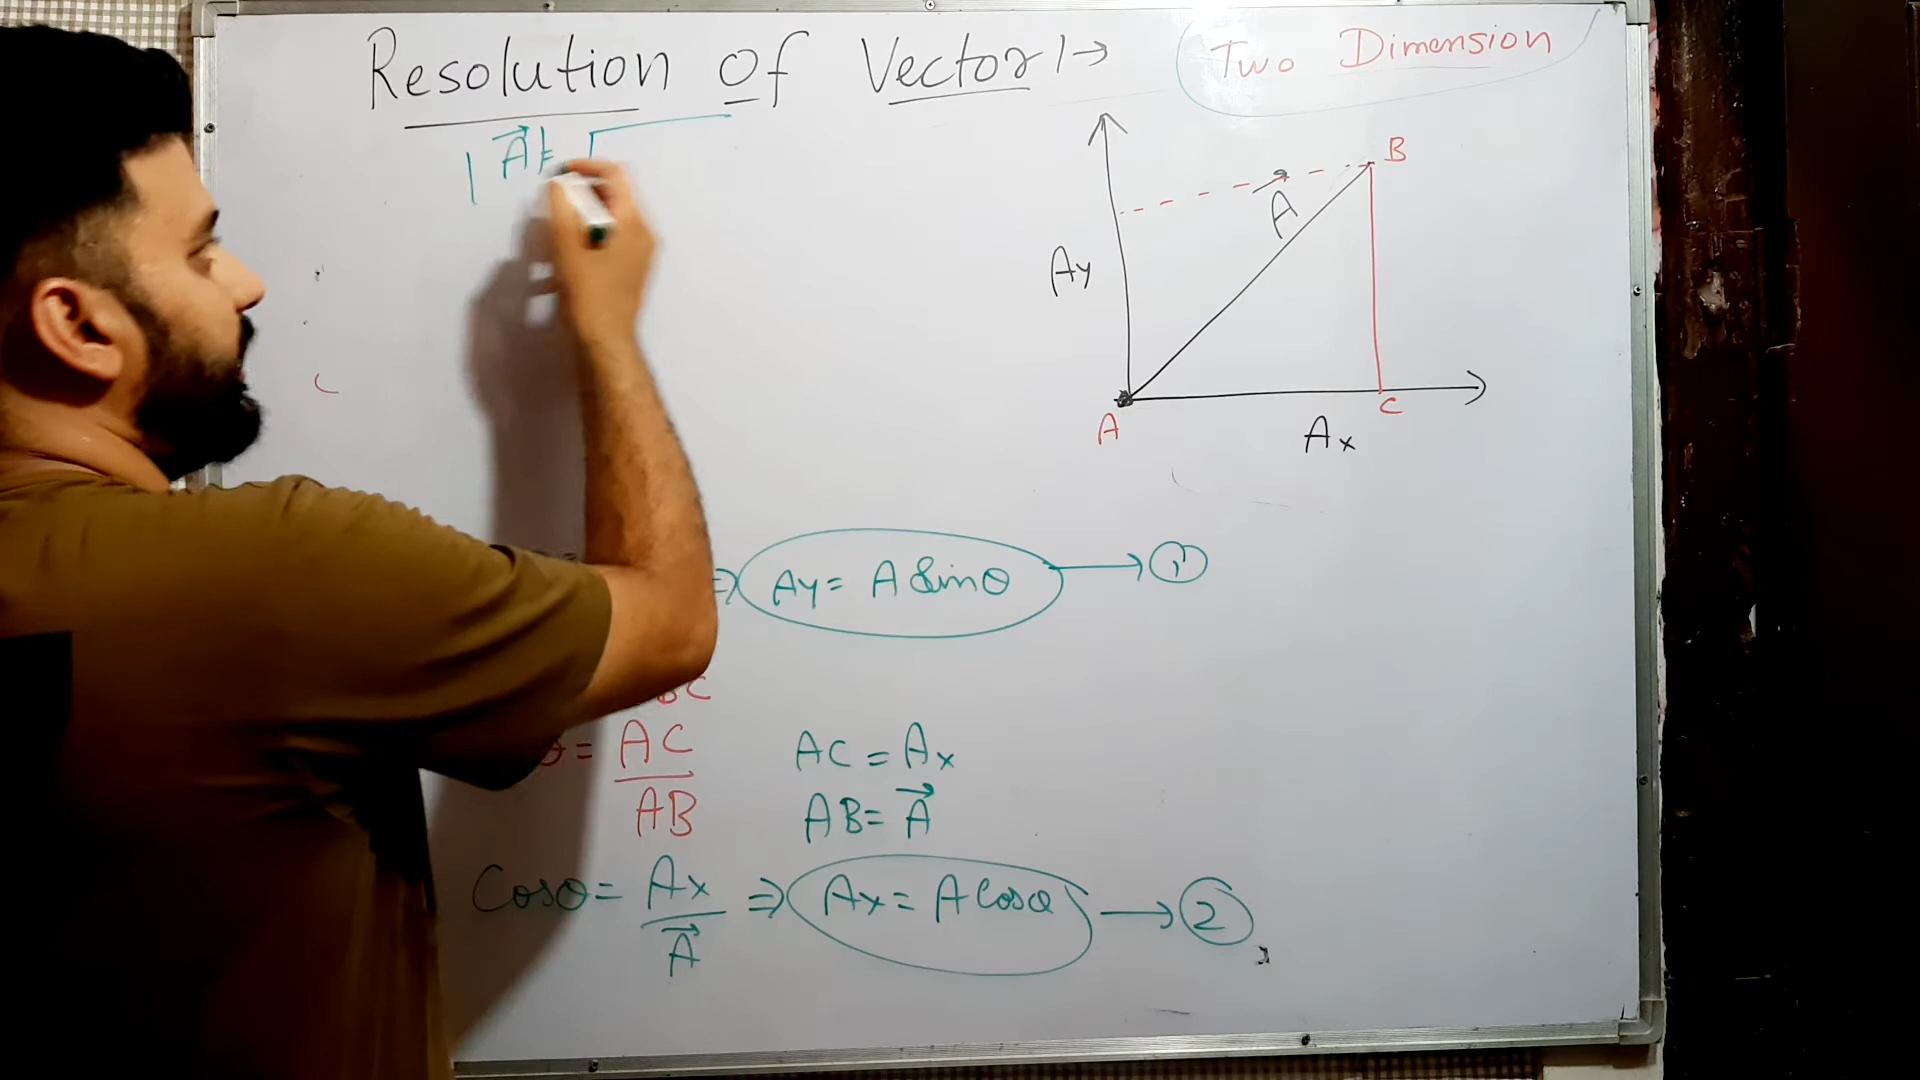 Resolution Of Vector :→ Two Dimension
|A⃗| = √
B
A⃗
Ay
A
C
Ax
⇒ Ay = A Sinθ → 1
BC
θ = AC / AB
AC = Ax
AB = A⃗
Cosθ = Ax / A⃗ ⇒ Ax = A Cosθ → 2